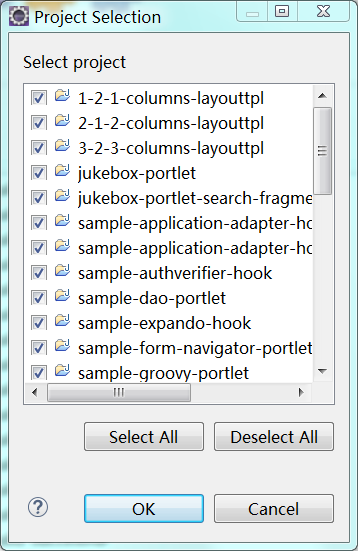 Project Selection
Select project
1-2-1-columns-layouttpl
2-1-2-columns-layouttpl
3-2-3-columns-layouttpl
jukebox-portlet
jukebox-portlet-search-fragme
sample-application-adapter-ho
sample-application-adapter-ho
sample-authverifier-hook
sample-dao-portlet
sample-expando-hook
sample-form-navigator-portlet
sample-groovy-portlet
Select All
Deselect All
?
OK
Cancel